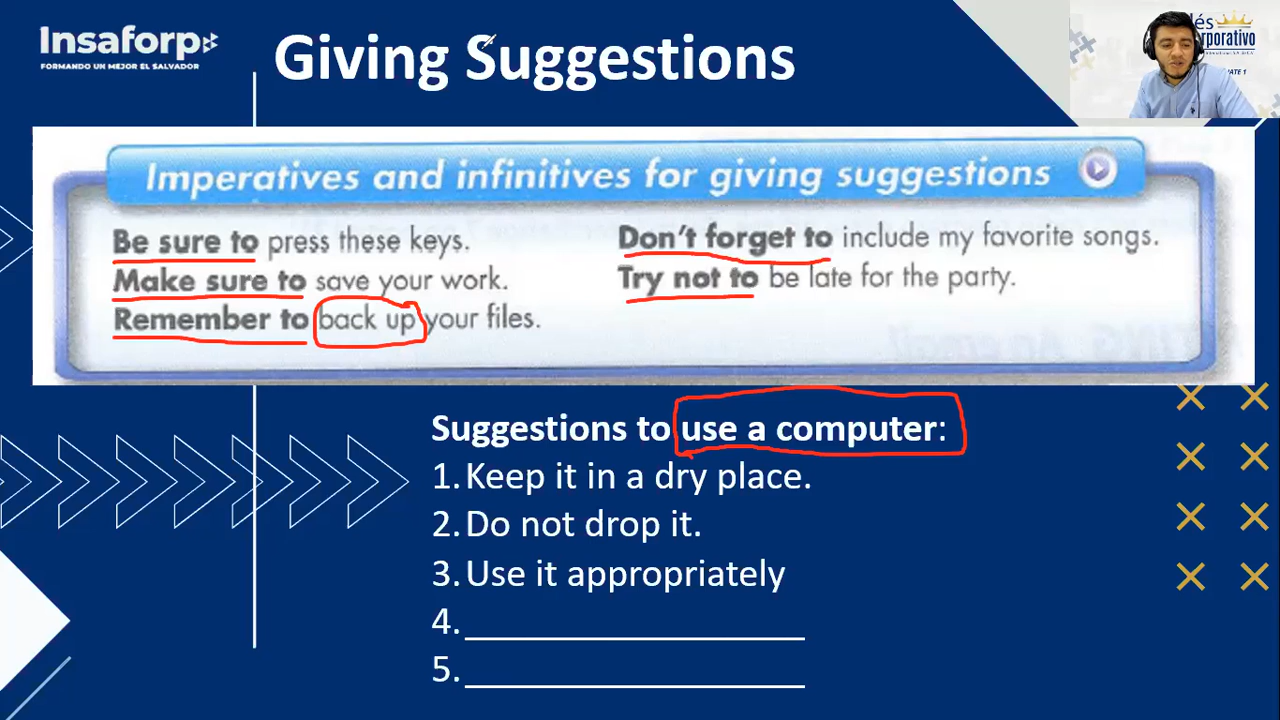 Insaforp
FORMANDO UN MEJOR EL SALVADOR
Giving Suggestions
Imperatives and infinitives for giving suggestions
Be sure to press these keys.
Make sure to save your work.
Remember to back up your files.
Don't forget to include my favorite songs.
Try not to be late for the party.
Suggestions to use a computer:
1. Keep it in a dry place.
2. Do not drop it.
3. Use it appropriately
4.
5.